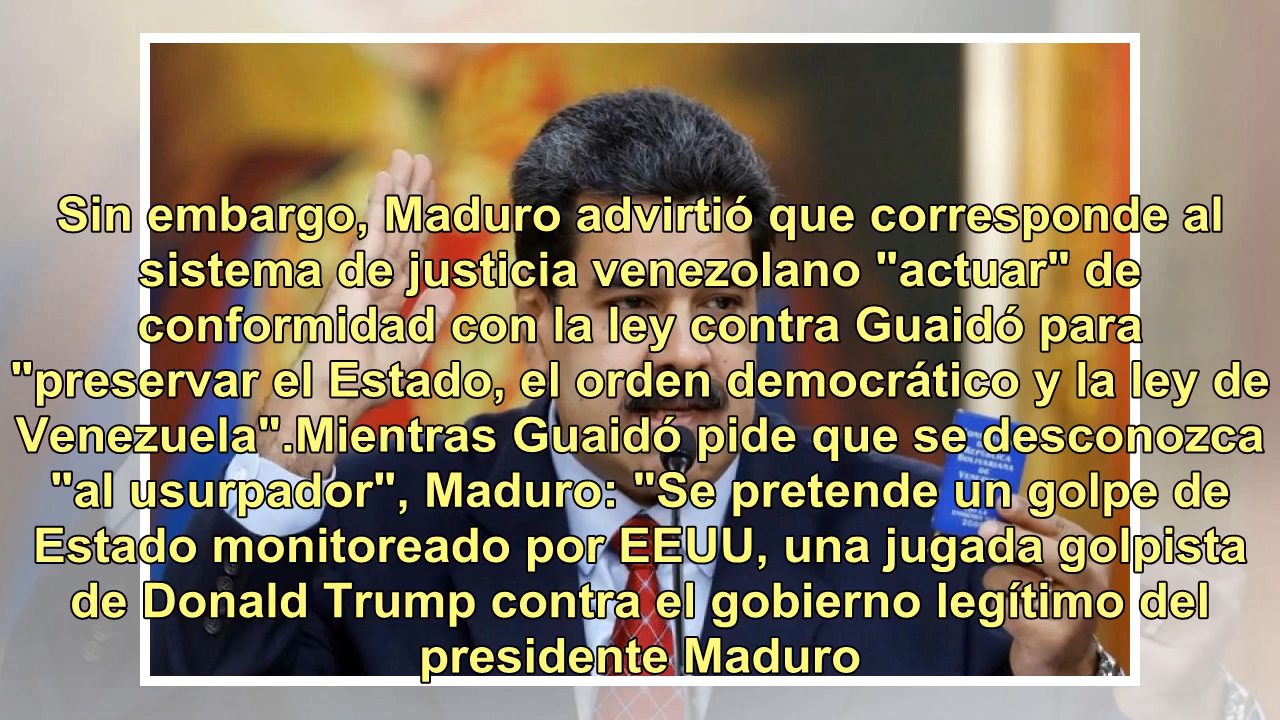 Sin embargo, Maduro advirtió que corresponde al
sistema de justicia venezolano "actuar" de
conformidad con la ley contra Guaidó para
"preservar el Estado, el orden democrático y la ley de
Venezuela".Mientras Guaidó pide que se desconozca
"al usurpador", Maduro: "Se pretende un golpe de
Estado monitoreado por EEUU, una jugada golpista
de Donald Trump contra el gobierno legítimo del
presidente Maduro
REPÚBLICA
BOLIVARIANA
DE